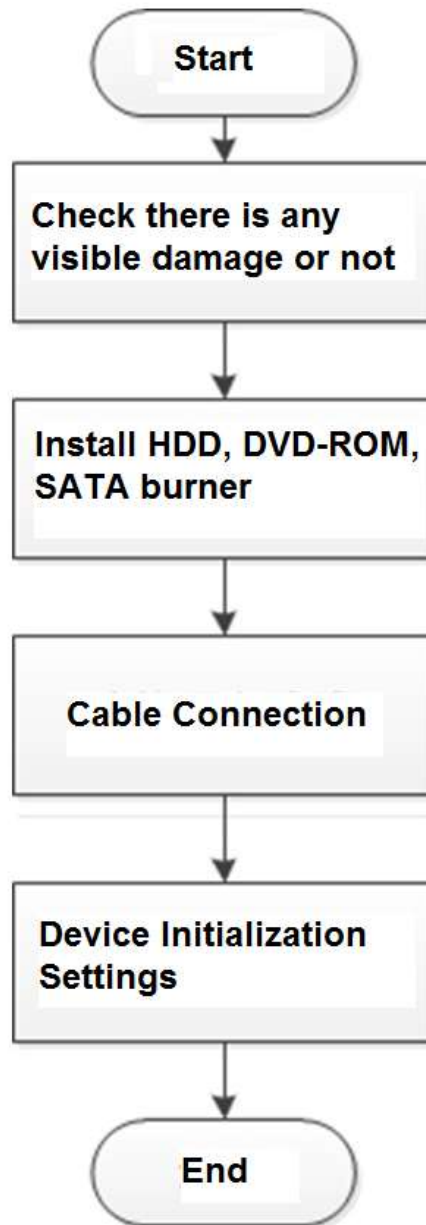 Start
Check there is any
visible damage or not
Install HDD, DVD-ROM,
SATA burner
Cable Connection
Device Initialization
Settings
End